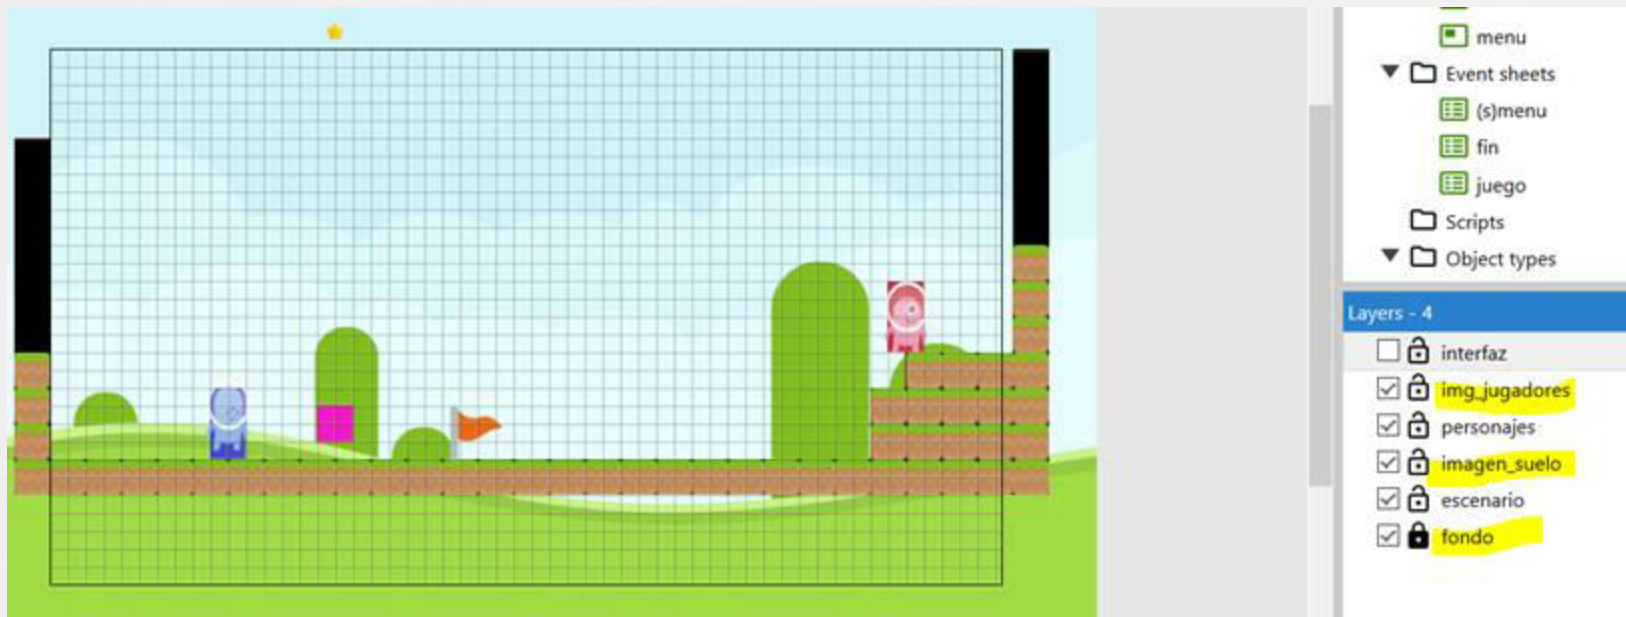 menu
Event sheets
(s)menu
fin
juego
Scripts
Object types
Layers - 4
interfaz
img_jugadores
personajes
imagen_suelo
escenario
fondo